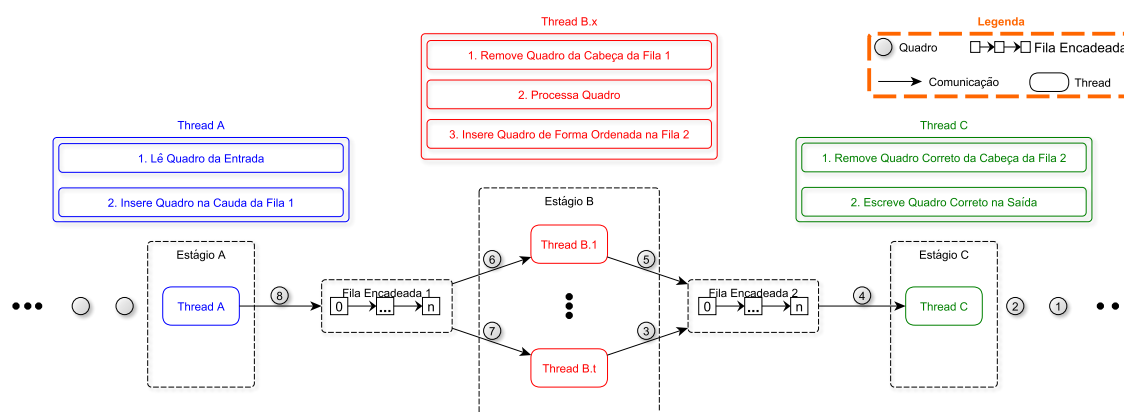 Thread B.x
1. Remove Quadro da Cabeça da Fila 1
2. Processa Quadro
3. Insere Quadro de Forma Ordenada na Fila 2
Legenda
Quadro
Fila Encadeada
Comunicação
Thread
Thread A
1. Lê Quadro da Entrada
2. Insere Quadro na Cauda da Fila 1
Thread C
1. Remove Quadro Correto da Cabeça da Fila 2
2. Escreve Quadro Correto na Saída
Estágio A
Thread A
8
Fila Encadeada 1
0 ... n
6
7
Estágio B
Thread B.1
Thread B.t
5
3
Fila Encadeada 2
0 ... n
4
Estágio C
Thread C
2
1